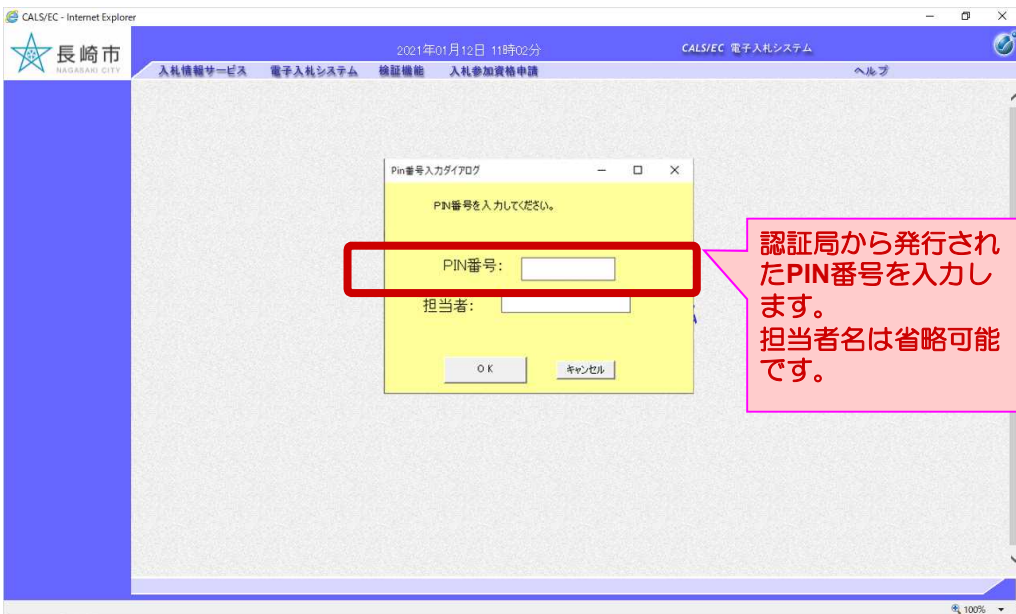 CALS/EC - Internet Explorer
長崎市
NAGASAKI CITY
2021年01月12日 11時02分
CALS/EC 電子入札システム
入札情報サービス 電子入札システム 検証機能 入札参加資格申請 ヘルプ
Pin番号入力ダイアログ
PIN番号を入力してください。
PIN番号:
担当者:
OK キャンセル
認証局から発行され
たPIN番号を入力し
ます。
担当者名は省略可能
です。
100%